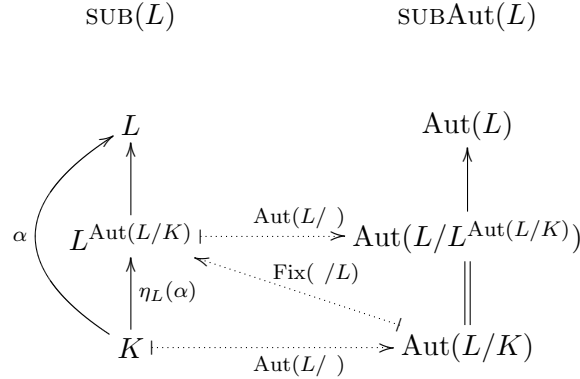 SUB(L) SUBAut(L)
L Aut(L)
α
Aut(L/ )
L^{Aut(L/K)} Aut(L/L^{Aut(L/K)})
Fix( /L)
η_L(α)
K Aut(L/K)
Aut(L/ )